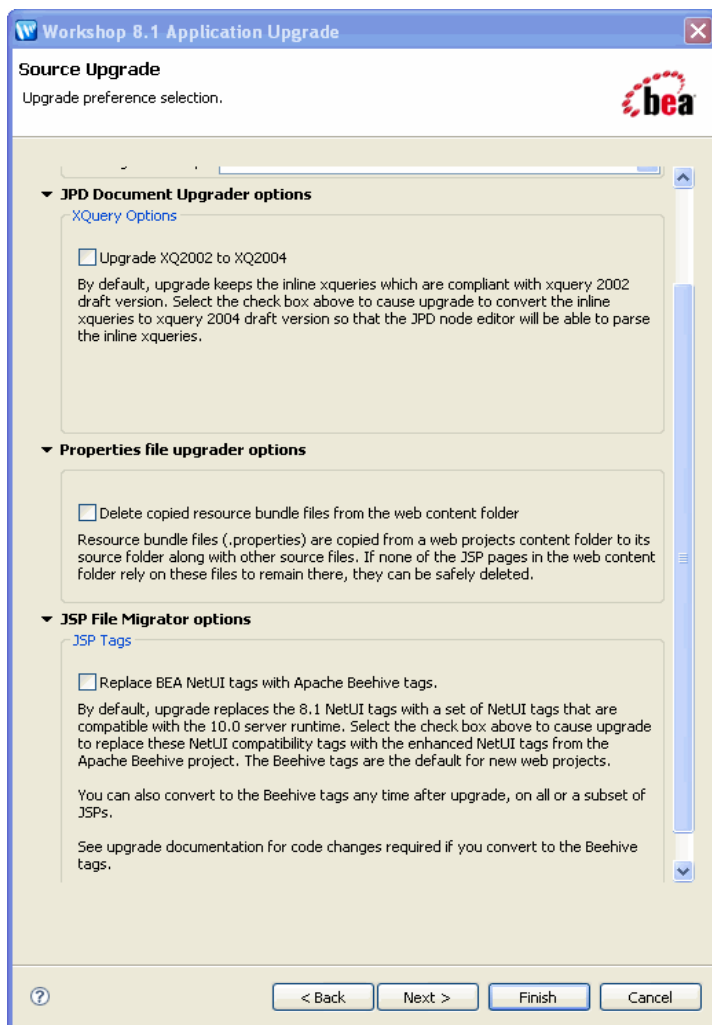 Workshop 8.1 Application Upgrade
Source Upgrade
Upgrade preference selection.
bea
JPD Document Upgrader options
XQuery Options
Upgrade XQ2002 to XQ2004
By default, upgrade keeps the inline xqueries which are compliant with xquery 2002
draft version. Select the check box above to cause upgrade to convert the inline
xqueries to xquery 2004 draft version so that the JPD node editor will be able to parse
the inline xqueries.
Properties file upgrader options
Delete copied resource bundle files from the web content folder
Resource bundle files (.properties) are copied from a web projects content folder to its
source folder along with other source files. If none of the JSP pages in the web content
folder rely on these files to remain there, they can be safely deleted.
JSP File Migrator options
JSP Tags
Replace BEA NetUI tags with Apache Beehive tags.
By default, upgrade replaces the 8.1 NetUI tags with a set of NetUI tags that are
compatible with the 10.0 server runtime. Select the check box above to cause upgrade
to replace these NetUI compatibility tags with the enhanced NetUI tags from the
Apache Beehive project. The Beehive tags are the default for new web projects.
You can also convert to the Beehive tags any time after upgrade, on all or a subset of
JSPs.
See upgrade documentation for code changes required if you convert to the Beehive
tags.
? < Back Next > Finish Cancel